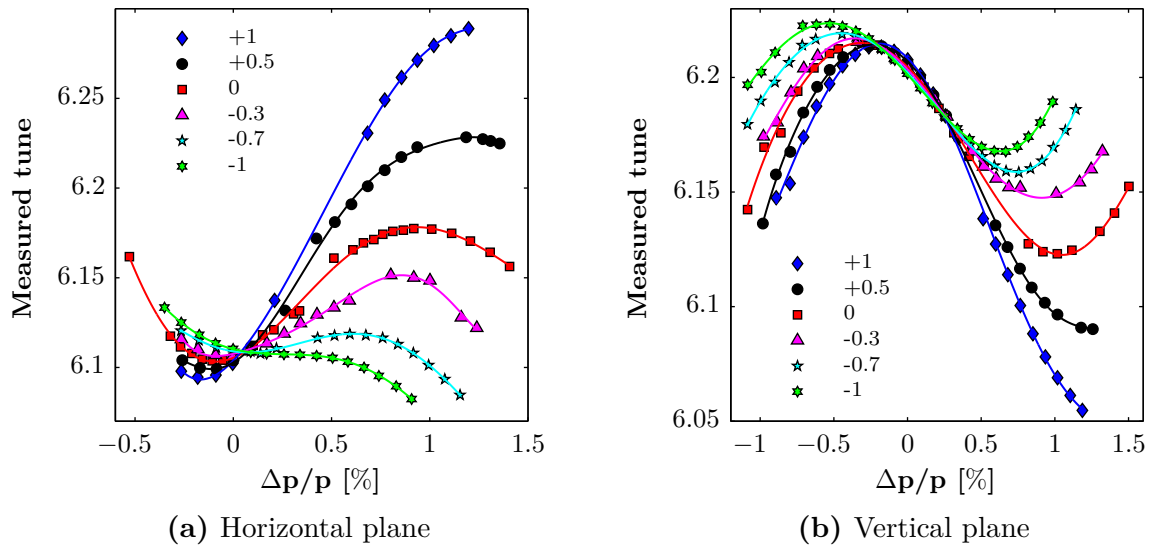 +1
+0.5
0
-0.3
-0.7
-1
6.25
6.2
6.15
6.1
−0.5 0 0.5 1 1.5
Measured tune
Δp/p [%]
(a) Horizontal plane
6.2
6.15
6.1
6.05
+1
+0.5
0
-0.3
-0.7
-1
−1 −0.5 0 0.5 1 1.5
Measured tune
Δp/p [%]
(b) Vertical plane